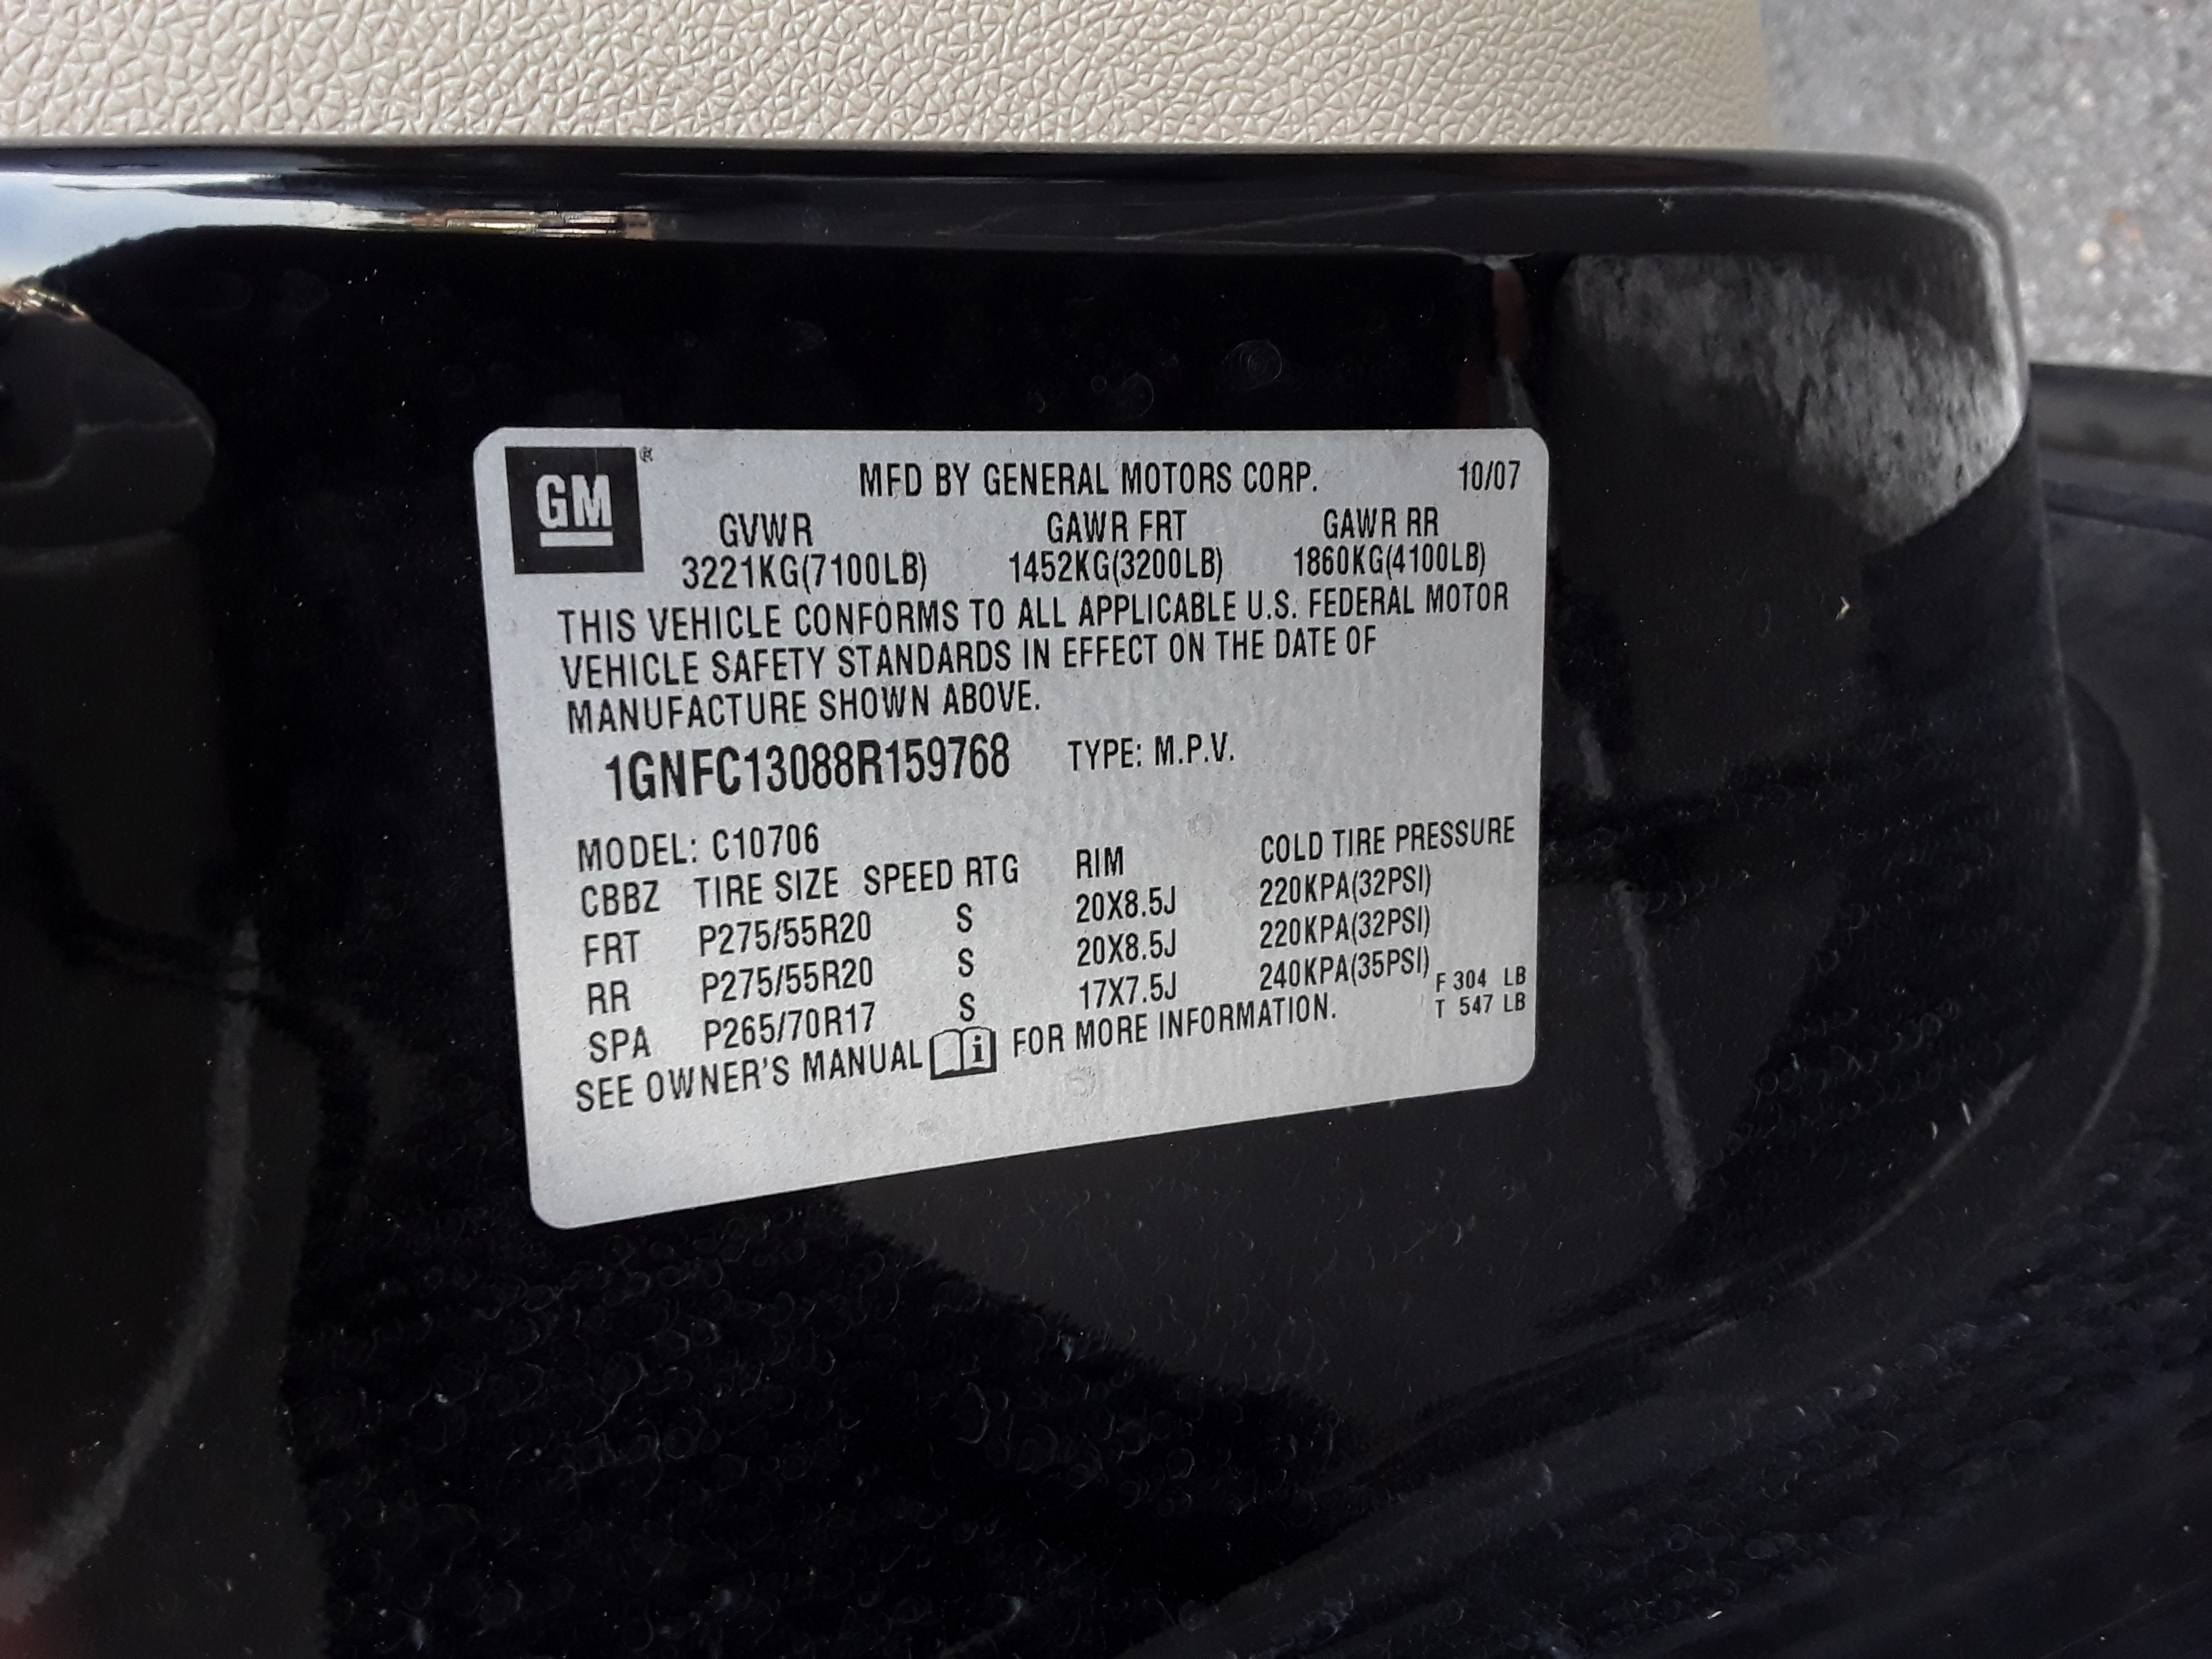 GM ®
MFD BY GENERAL MOTORS CORP. 10/07
GVWR GAWR FRT GAWR RR
3221KG(7100LB) 1452KG(3200LB) 1860KG(4100LB)
THIS VEHICLE CONFORMS TO ALL APPLICABLE U.S. FEDERAL MOTOR
VEHICLE SAFETY STANDARDS IN EFFECT ON THE DATE OF
MANUFACTURE SHOWN ABOVE.
1GNFC13088R159768 TYPE: M.P.V.
MODEL: C10706
CBBZ TIRE SIZE SPEED RTG RIM COLD TIRE PRESSURE
FRT P275/55R20 S 20X8.5J 220KPA(32PSI)
RR P275/55R20 S 20X8.5J 220KPA(32PSI)
SPA P265/70R17 S 17X7.5J 240KPA(35PSI)
F 304 LB
T 547 LB
SEE OWNER'S MANUAL i FOR MORE INFORMATION.